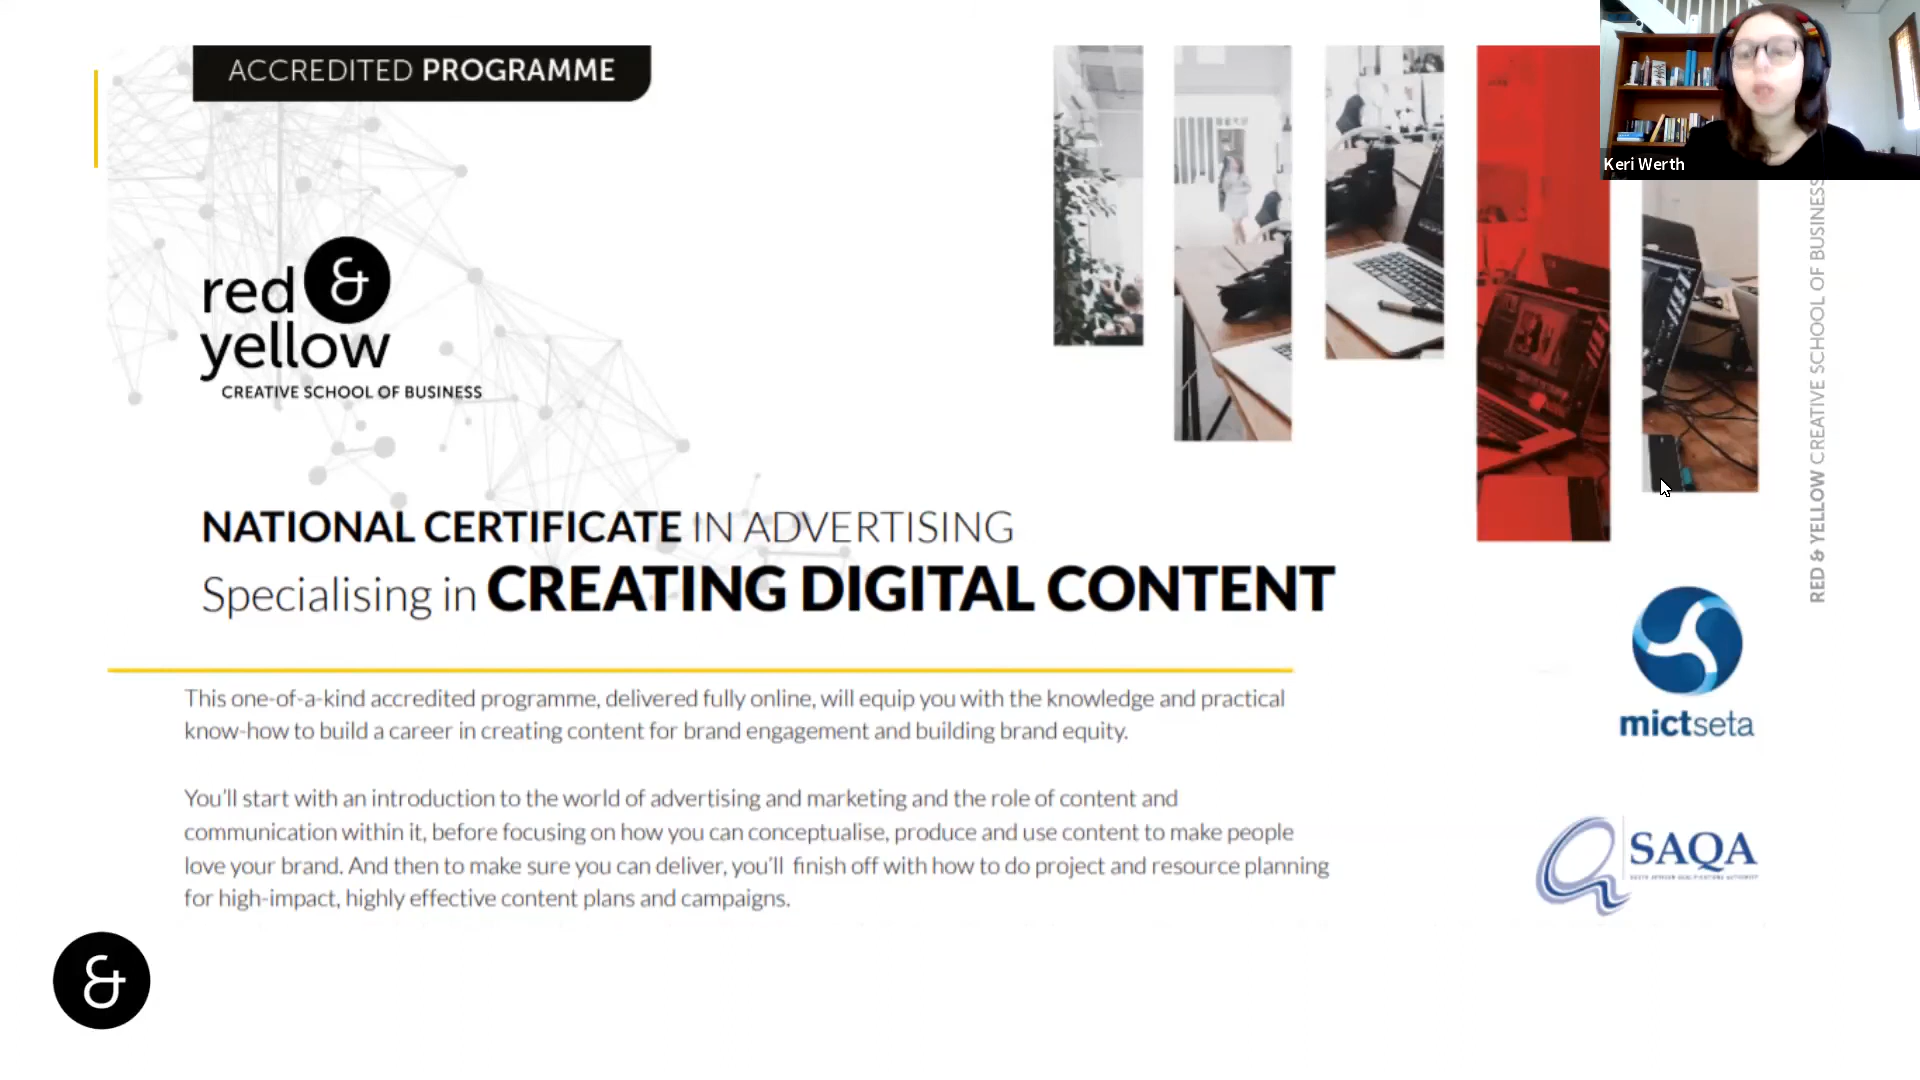 ACCREDITED PROGRAMME
Keri Werth
red &
yellow
CREATIVE SCHOOL OF BUSINESS
RED & YELLOW CREATIVE SCHOOL OF BUSINESS
NATIONAL CERTIFICATE IN ADVERTISING
Specialising in CREATING DIGITAL CONTENT
This one-of-a-kind accredited programme, delivered fully online, will equip you with the knowledge and practical
know-how to build a career in creating content for brand engagement and building brand equity.
You'll start with an introduction to the world of advertising and marketing and the role of content and
communication within it, before focusing on how you can conceptualise, produce and use content to make people
love your brand. And then to make sure you can deliver, you'll finish off with how to do project and resource planning
for high-impact, highly effective content plans and campaigns.
mictseta
SAQA
&